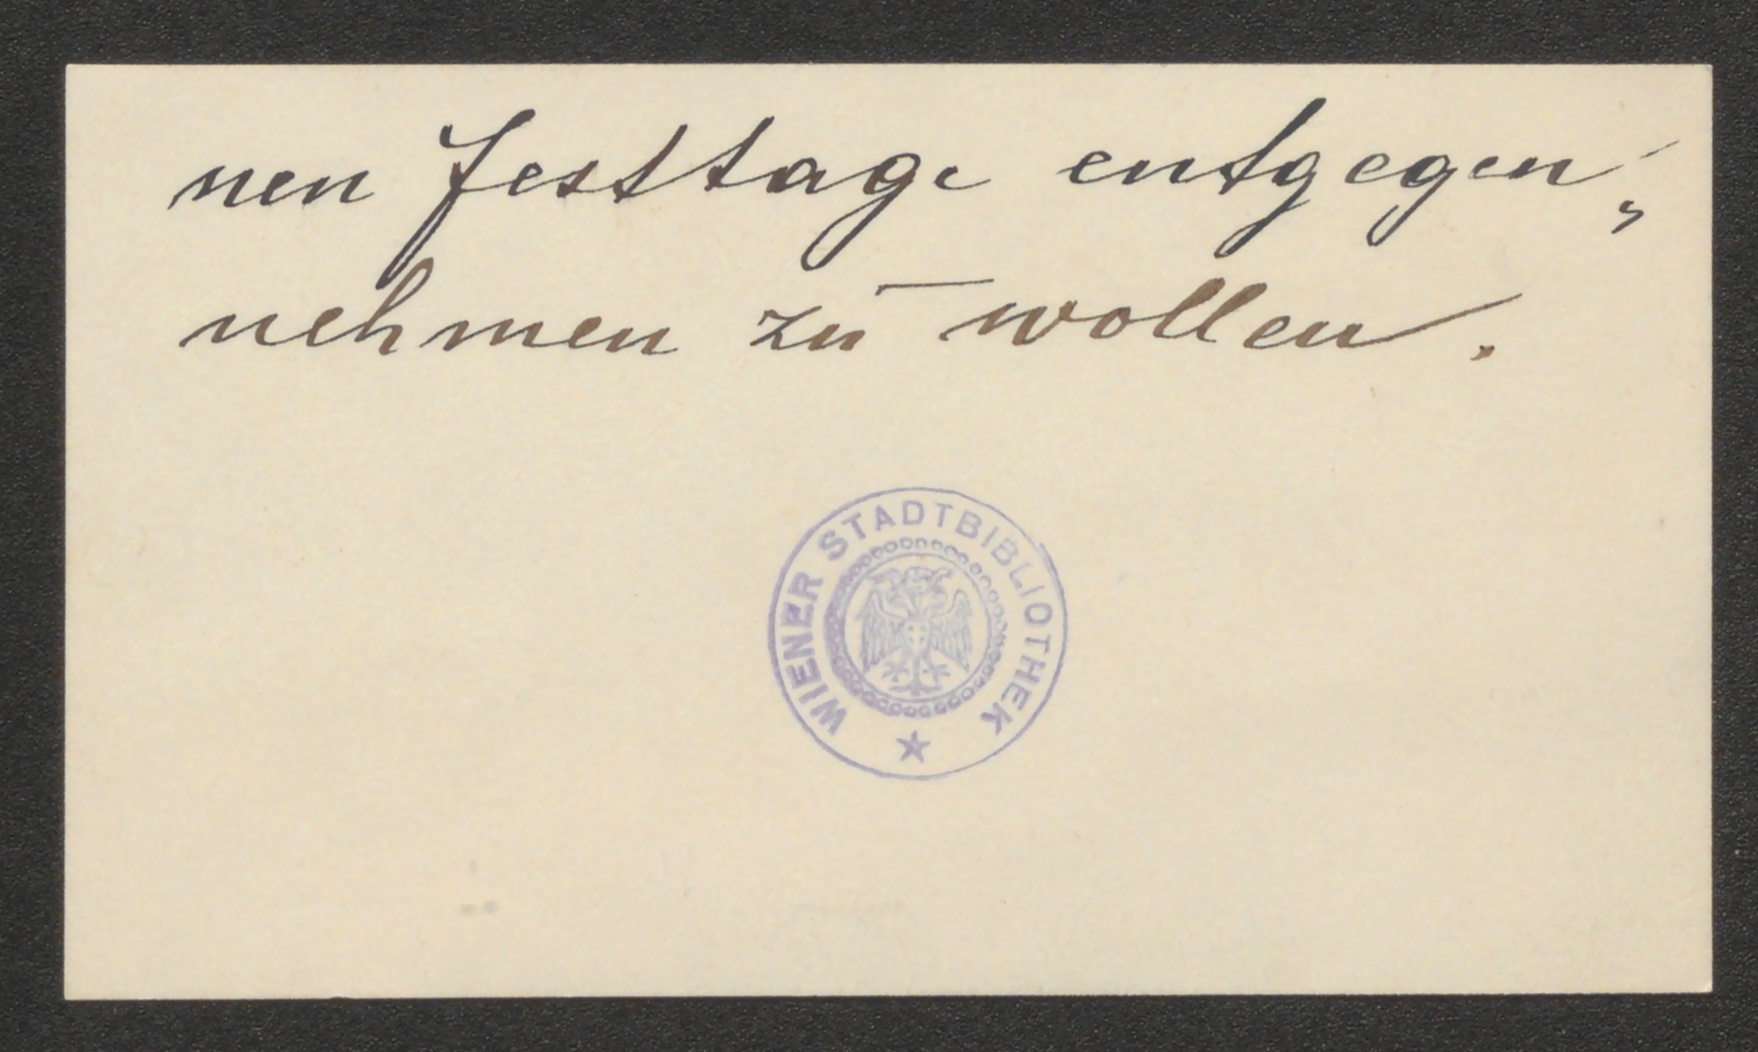 nen Festtage entgegen„
nehmen zu wollen.
WIENER STADTBIBLIOTHEK